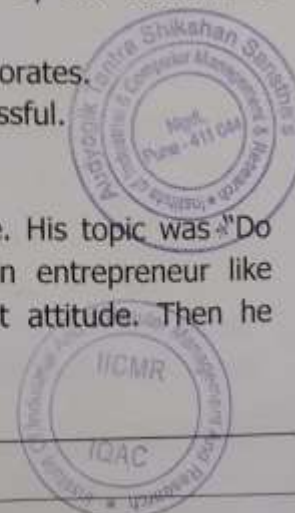 orates.
ssful.
Audyogik Tantra Shikshan Sanstha's
Institute of Industrial & Computer Management & Research
Nigdi,
Pune - 411 044
e. His topic was "Do
n entrepreneur like
t attitude. Then he
IICMR
IQAC